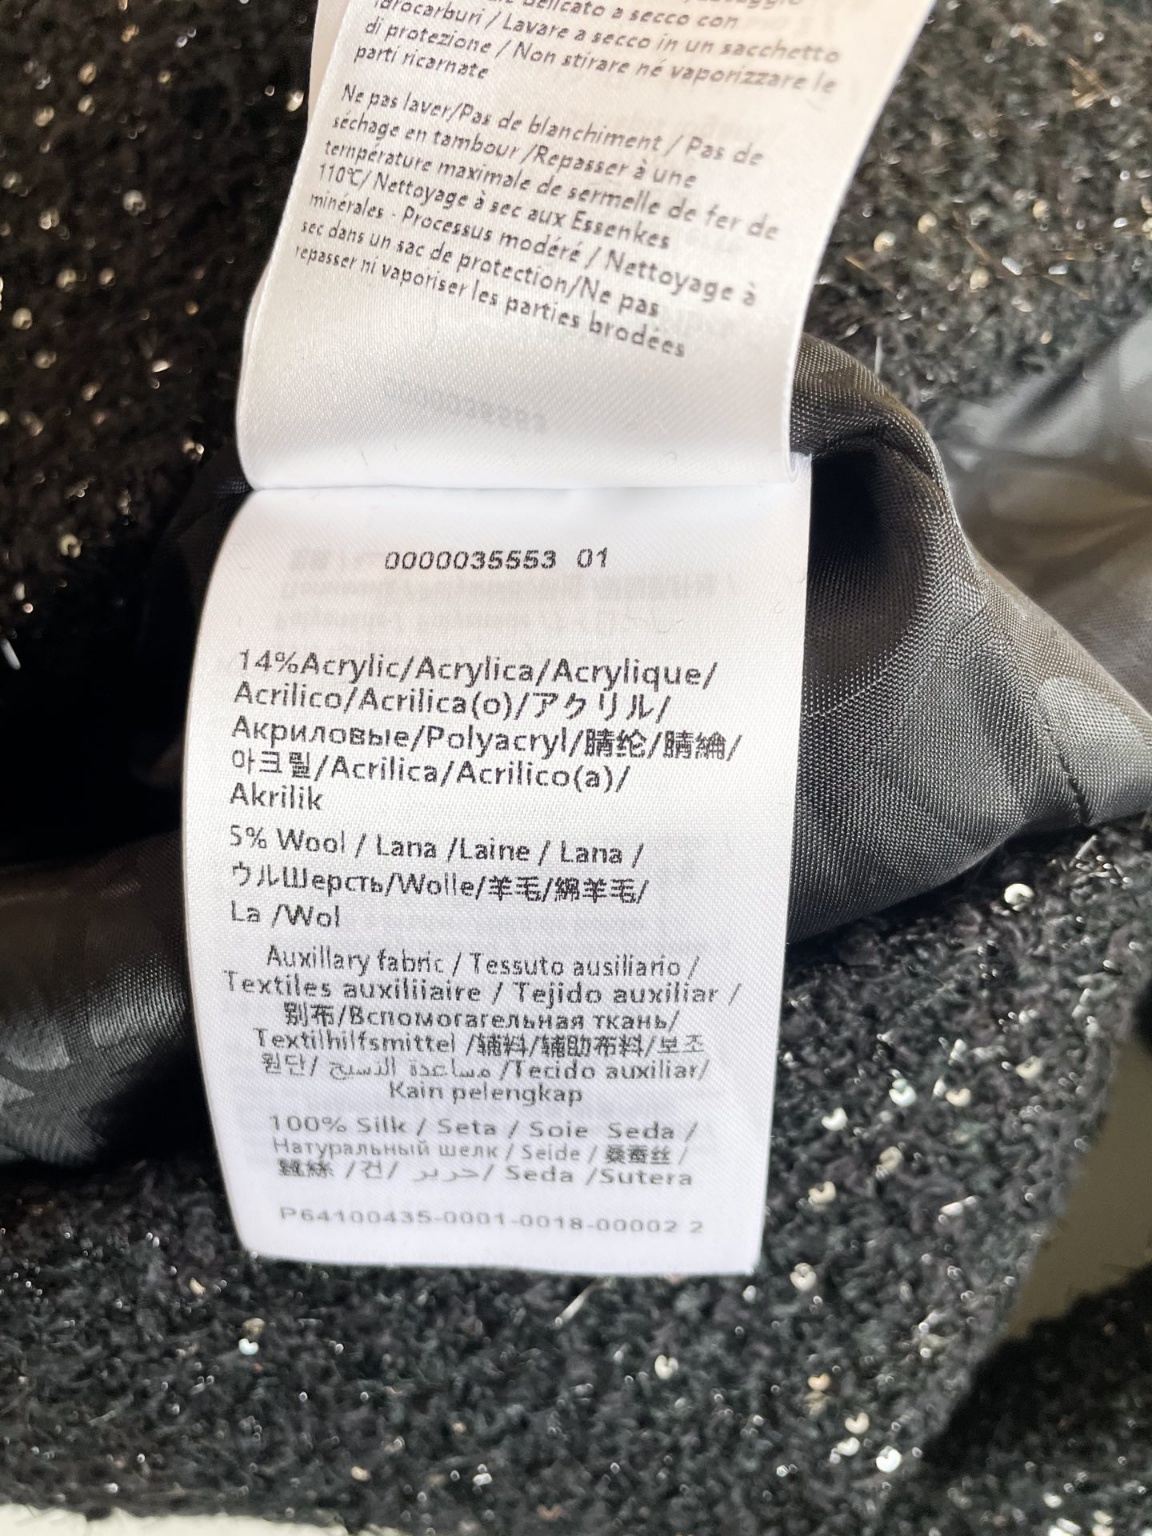 delicato a secco con
idrocarburi / Lavare a secco in un sacchetto
di protezione / Non stirare né vaporizzare le
parti ricarnate
Ne pas laver/Pas de blanchiment / Pas de
séchage en tambour /Repasser à une
température maximale de sermelle de fer de
110℃/ Nettoyage à sec aux Essenkes
minérales - Processus modéré / Nettoyage à
sec dans un sac de protection/Ne pas
repasser ni vaporiser les parties brodées
0000035553 01
14%Acrylic/Acrylica/Acrylique/
Acrilico/Acrilica(o)/アクリル/
Акриловые/Polyacryl/腈纶/腈綸/
아크릴/Acrilica/Acrilico(a)/
Akrilik
5% Wool / Lana /Laine / Lana /
ウルШерсть/Wolle/羊毛/綿羊毛/
La /Wol
Auxillary fabric / Tessuto ausiliario /
Textiles auxiliiaire / Tejido auxiliar /
别布/Вспомогательная ткань/
Textilhilfsmittel /辅料/辅助布料/보조
원단/ مساعدة النسيج /Tecido auxiliar/
Kain pelengkap
100% Silk / Seta / Soie Seda /
Натуральный шелк / Seide / 桑蚕丝 /
蠶絲 /견/ حرير / Seda /Sutera
P64100435-0001-0018-00002 2